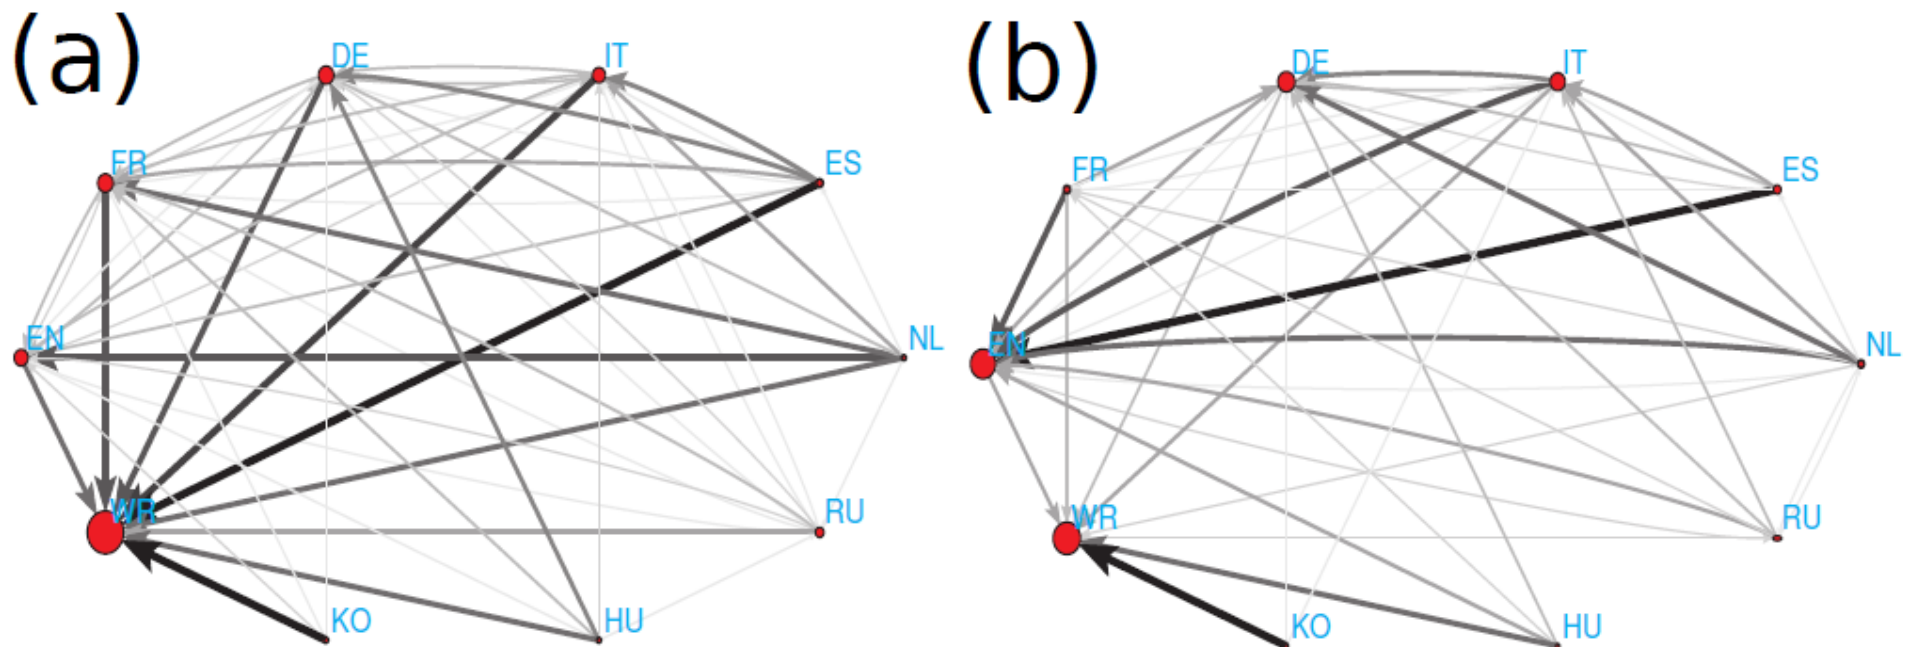 (a)
DE
IT
FR
ES
EN
NL
WR
RU
KO
HU
(b)
DE
IT
FR
ES
EN
NL
WR
RU
KO
HU